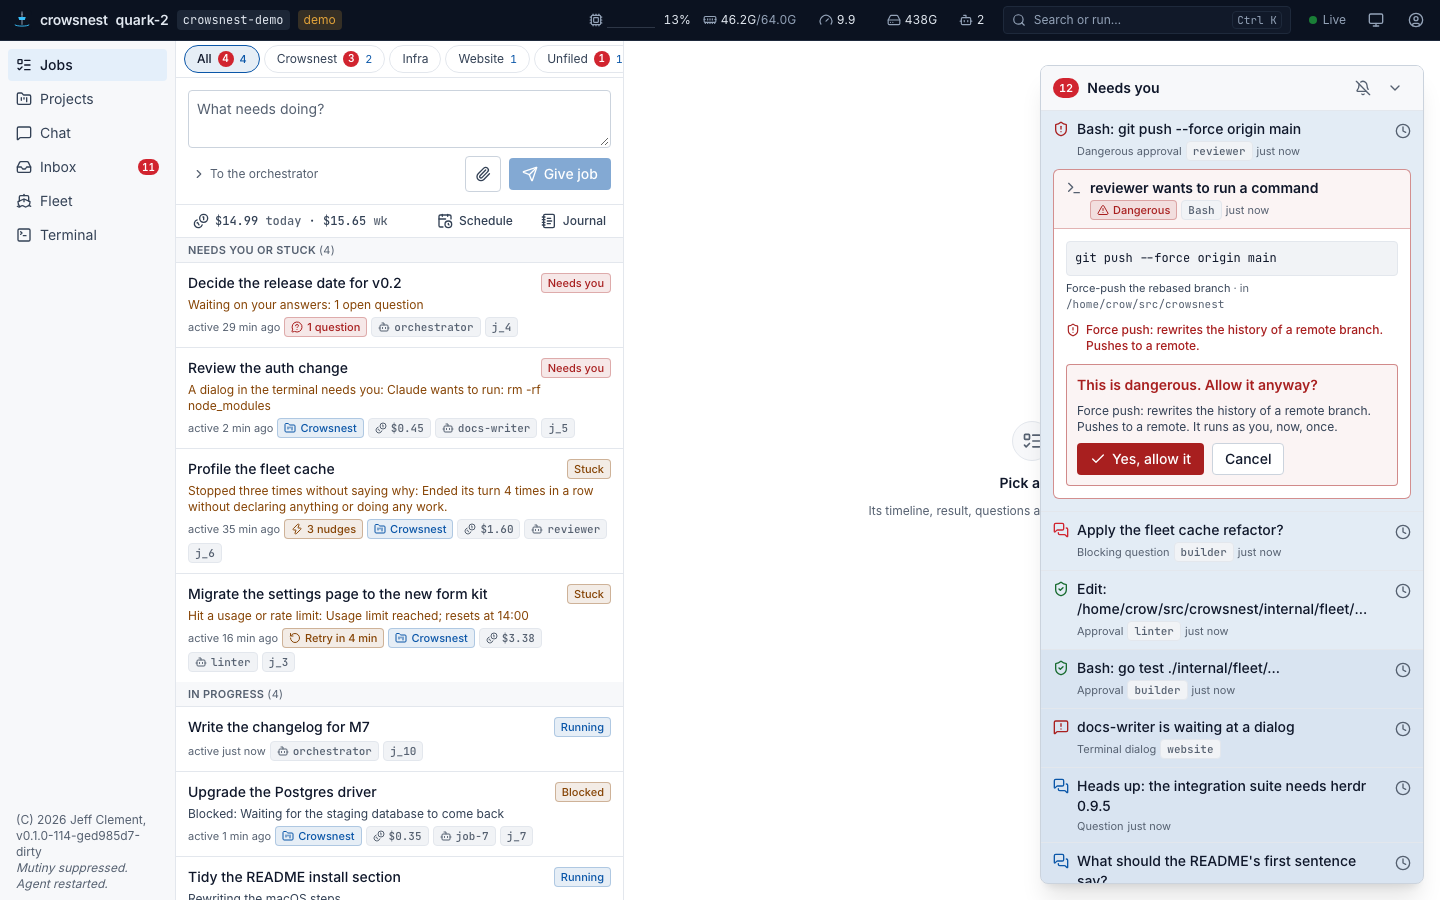 crowsnest quark-2 crowsnest-demo demo
13% 46.2G/64.0G 9.9 438G 2
Search or run... Ctrl K
Live
Jobs
Projects
Chat
Inbox 11
Fleet
Terminal
(C) 2026 Jeff Clement,
v0.1.0-114-ged985d7-
dirty
Mutiny suppressed.
Agent restarted.
All 4 4 Crowsnest 3 2 Infra Website 1 Unfiled 1 1
What needs doing?
To the orchestrator
Give job
$14.99 today · $15.65 wk
Schedule
Journal
NEEDS YOU OR STUCK (4)
Decide the release date for v0.2 Needs you
Waiting on your answers: 1 open question
active 29 min ago 1 question orchestrator j_4
Review the auth change Needs you
A dialog in the terminal needs you: Claude wants to run: rm -rf
node_modules
active 2 min ago Crowsnest $0.45 docs-writer j_5
Profile the fleet cache Stuck
Stopped three times without saying why: Ended its turn 4 times in a row
without declaring anything or doing any work.
active 35 min ago 3 nudges Crowsnest $1.60 reviewer
j_6
Migrate the settings page to the new form kit Stuck
Hit a usage or rate limit: Usage limit reached; resets at 14:00
active 16 min ago Retry in 4 min Crowsnest $3.38
linter j_3
IN PROGRESS (4)
Write the changelog for M7 Running
active just now orchestrator j_10
Upgrade the Postgres driver Blocked
Blocked: Waiting for the staging database to come back
active 1 min ago Crowsnest $0.35 job-7 j_7
Tidy the README install section Running
Rewriting the macOS steps
Pick a
Its timeline, result, questions a
12 Needs you
Bash: git push --force origin main
Dangerous approval reviewer just now
reviewer wants to run a command
Dangerous Bash just now
git push --force origin main
Force-push the rebased branch · in
/home/crow/src/crowsnest
Force push: rewrites the history of a remote branch.
Pushes to a remote.
This is dangerous. Allow it anyway?
Force push: rewrites the history of a remote branch.
Pushes to a remote. It runs as you, now, once.
Yes, allow it
Cancel
Apply the fleet cache refactor?
Blocking question builder just now
Edit:
/home/crow/src/crowsnest/internal/fleet/...
Approval linter just now
Bash: go test ./internal/fleet/...
Approval builder just now
docs-writer is waiting at a dialog
Terminal dialog website
Heads up: the integration suite needs herdr
0.9.5
Question just now
What should the README's first sentence
say?